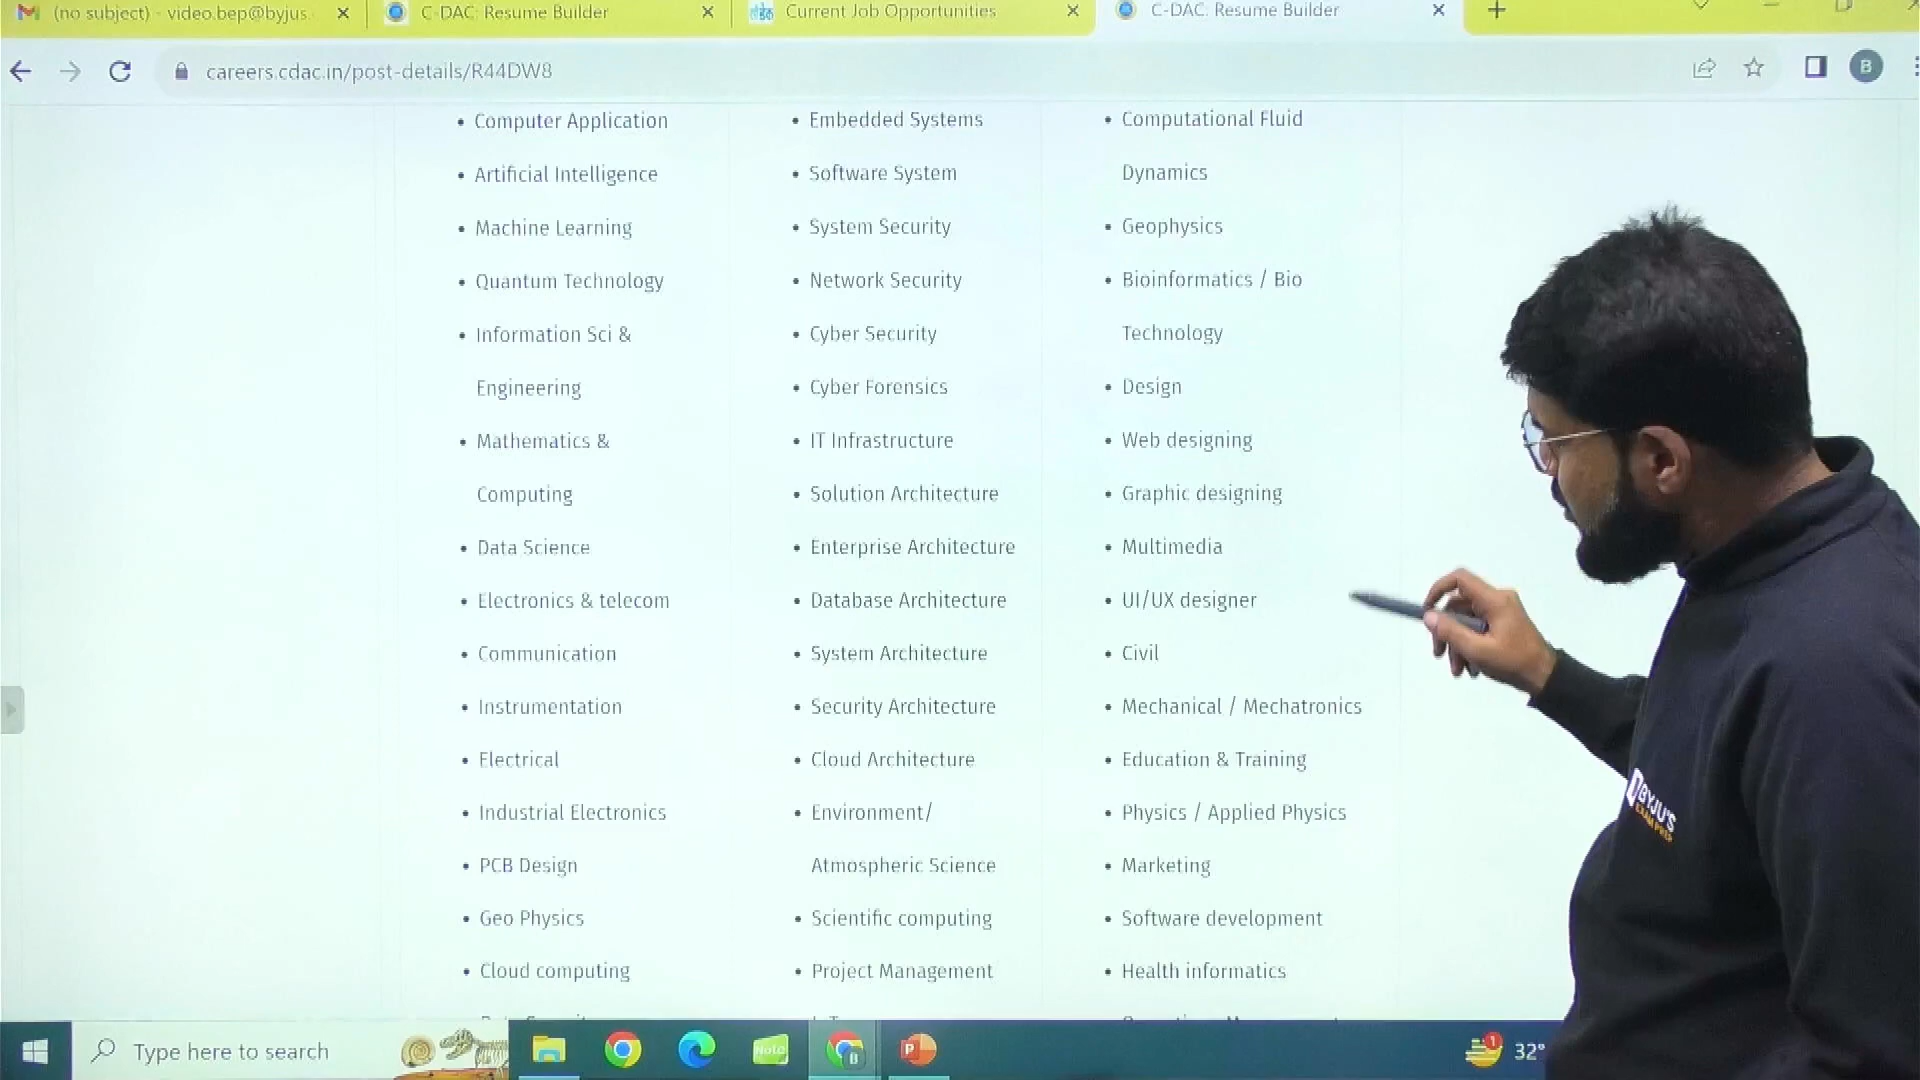 (no subject) - video.bep@byjus.
C-DAC: Resume Builder
Current Job Opportunities
C-DAC: Resume Builder
careers.cdac.in/post-details/R44DW8
B
• Computer Application
• Artificial Intelligence
• Machine Learning
• Quantum Technology
• Information Sci &
Engineering
• Mathematics &
Computing
• Data Science
• Electronics & telecom
• Communication
• Instrumentation
• Electrical
• Industrial Electronics
• PCB Design
• Geo Physics
• Cloud computing
• Embedded Systems
• Software System
• System Security
• Network Security
• Cyber Security
• Cyber Forensics
• IT Infrastructure
• Solution Architecture
• Enterprise Architecture
• Database Architecture
• System Architecture
• Security Architecture
• Cloud Architecture
• Environment/
Atmospheric Science
• Scientific computing
• Project Management
• Computational Fluid
Dynamics
• Geophysics
• Bioinformatics / Bio
Technology
• Design
• Web designing
• Graphic designing
• Multimedia
• UI/UX designer
• Civil
• Mechanical / Mechatronics
• Education & Training
• Physics / Applied Physics
• Marketing
• Software development
• Health informatics
BYJU'S
EXAM PREP
Type here to search
Note
B
P
1
32°